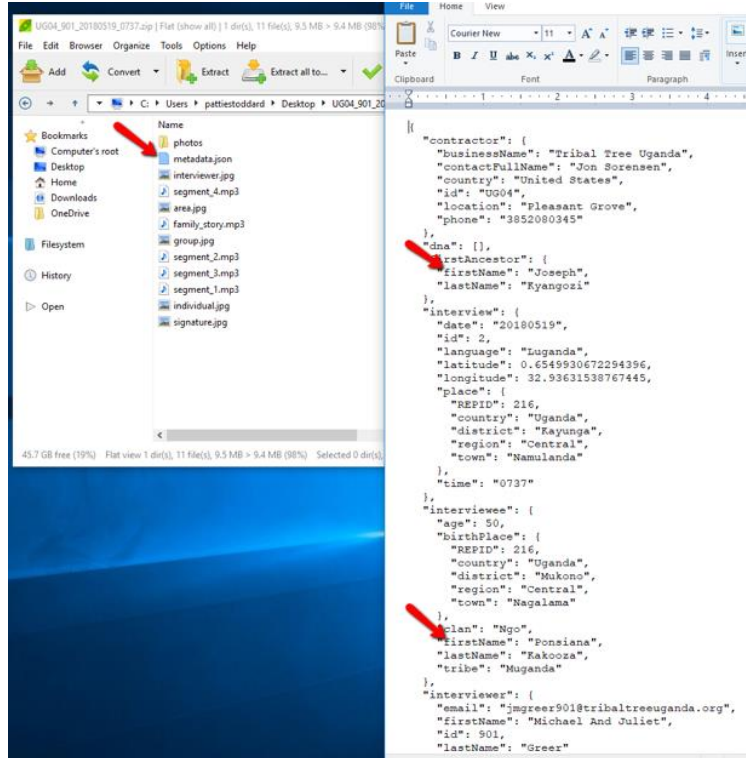 UG04_901_20180519_0737.zip | Flat (show all) | 1 dir(s), 11 file(s), 9.5 MB > 9.4 MB (98%
File Edit Browser Organize Tools Options Help
Add Convert Extract Extract all to...
C: Users pattiestoddard Desktop UG04_901_20
Bookmarks
Computer's root
Desktop
Home
Downloads
OneDrive
Filesystem
History
Open
Name
photos
metadata.json
interviewer.jpg
segment_4.mp3
area.jpg
family_story.mp3
group.jpg
segment_2.mp3
segment_3.mp3
segment_1.mp3
individual.jpg
signature.jpg
45.7 GB free (19%) Flat view 1 dir(s), 11 file(s), 9.5 MB > 9.4 MB (98%) Selected 0 dir(s),
File Home View
Paste
Courier New 11 A A
B I U abc X₂ X² A
Clipboard Font Paragraph
Inser
1 2 3 4
{
"contractor": {
"businessName": "Tribal Tree Uganda",
"contactFullName": "Jon Sorensen",
"country": "United States",
"id": "UG04",
"location": "Pleasant Grove",
"phone": "3852080345"
},
"dna": [],
rstAncestor": {
"firstName": "Joseph",
"lastName": "Kyangozi"
},
"interview": {
"date": "20180519",
"id": 2,
"language": "Luganda",
"latitude": 0.6549930672294396,
"longitude": 32.93631538767445,
"place": {
"REPID": 216,
"country": "Uganda",
"district": "Kayunga",
"region": "Central",
"town": "Namulanda"
},
"time": "0737"
},
"interviewee": {
"age": 50,
"birthPlace": {
"REPID": 216,
"country": "Uganda",
"district": "Mukono",
"region": "Central",
"town": "Nagalama"
},
clan": "Ngo",
"firstName": "Ponsiana",
"lastName": "Kakooza",
"tribe": "Muganda"
},
"interviewer": {
"email": "jmgreer901@tribaltreeuganda.org",
"firstName": "Michael And Juliet",
"id": 901,
"lastName": "Greer"